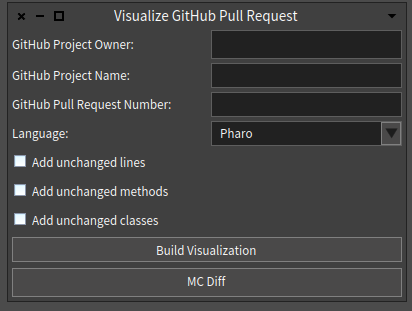 Visualize GitHub Pull Request
GitHub Project Owner:
GitHub Project Name:
GitHub Pull Request Number:
Language: Pharo
Add unchanged lines
Add unchanged methods
Add unchanged classes
Build Visualization
MC Diff